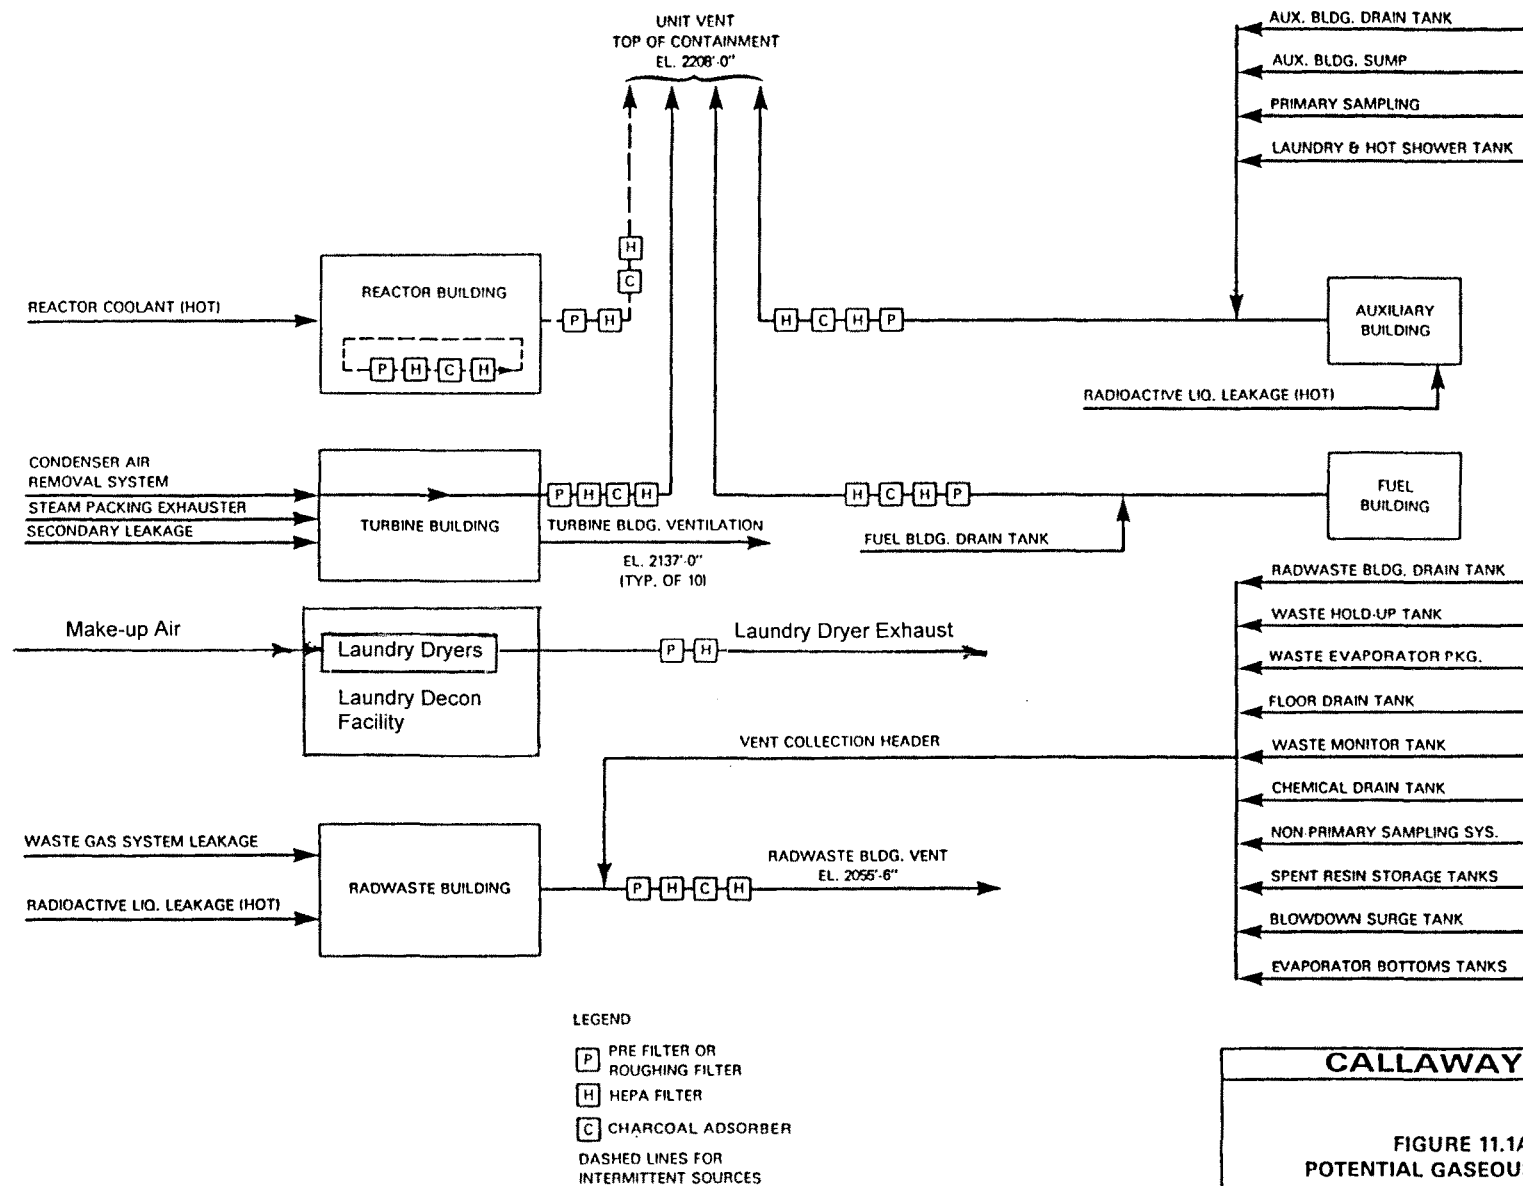 UNIT VENT
TOP OF CONTAINMENT
EL. 2208'-0"
AUX. BLDG. DRAIN TANK
AUX. BLDG. SUMP
PRIMARY SAMPLING
LAUNDRY & HOT SHOWER TANK
REACTOR COOLANT (HOT)
REACTOR BUILDING
P H C H
P H
C
H
H C H P
AUXILIARY
BUILDING
RADIOACTIVE LIQ. LEAKAGE (HOT)
CONDENSER AIR
REMOVAL SYSTEM
STEAM PACKING EXHAUSTER
SECONDARY LEAKAGE
TURBINE BUILDING
P H C H
TURBINE BLDG. VENTILATION
EL. 2137'-0"
(TYP. OF 10)
H C H P
FUEL BLDG. DRAIN TANK
FUEL
BUILDING
Make-up Air
Laundry Dryers
Laundry Decon
Facility
P H
Laundry Dryer Exhaust
RADWASTE BLDG. DRAIN TANK
WASTE HOLD-UP TANK
WASTE EVAPORATOR PKG.
FLOOR DRAIN TANK
WASTE MONITOR TANK
CHEMICAL DRAIN TANK
NON-PRIMARY SAMPLING SYS.
SPENT RESIN STORAGE TANKS
BLOWDOWN SURGE TANK
EVAPORATOR BOTTOMS TANKS
VENT COLLECTION HEADER
WASTE GAS SYSTEM LEAKAGE
RADIOACTIVE LIQ. LEAKAGE (HOT)
RADWASTE BUILDING
P H C H
RADWASTE BLDG. VENT
EL. 2055'-6"
LEGEND
P PRE FILTER OR
ROUGHING FILTER
H HEPA FILTER
C CHARCOAL ADSORBER
DASHED LINES FOR
INTERMITTENT SOURCES
CALLAWAY
FIGURE 11.1A
POTENTIAL GASEOU